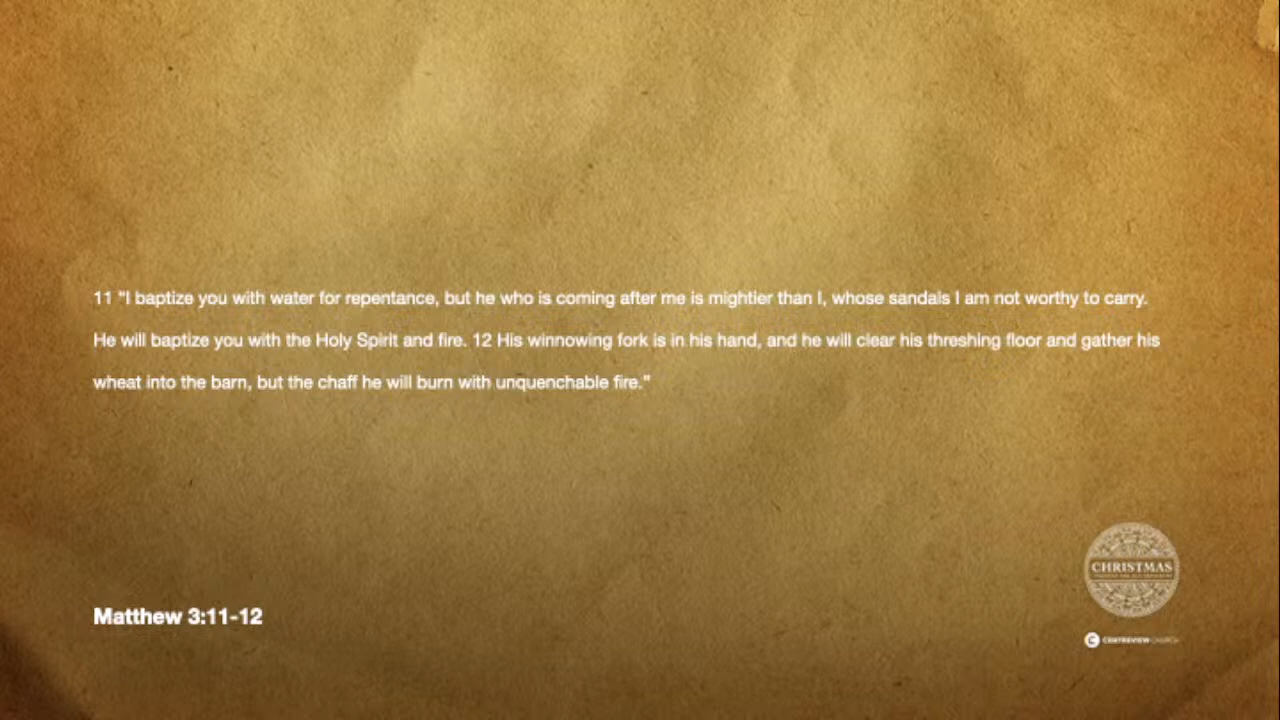 11 "I baptize you with water for repentance, but he who is coming after me is mightier than I, whose sandals I am not worthy to carry.
He will baptize you with the Holy Spirit and fire. 12 His winnowing fork is in his hand, and he will clear his threshing floor and gather his
wheat into the barn, but the chaff he will burn with unquenchable fire."
CHRISTMAS
Matthew 3:11-12
C CENTREVIEW CHURCH